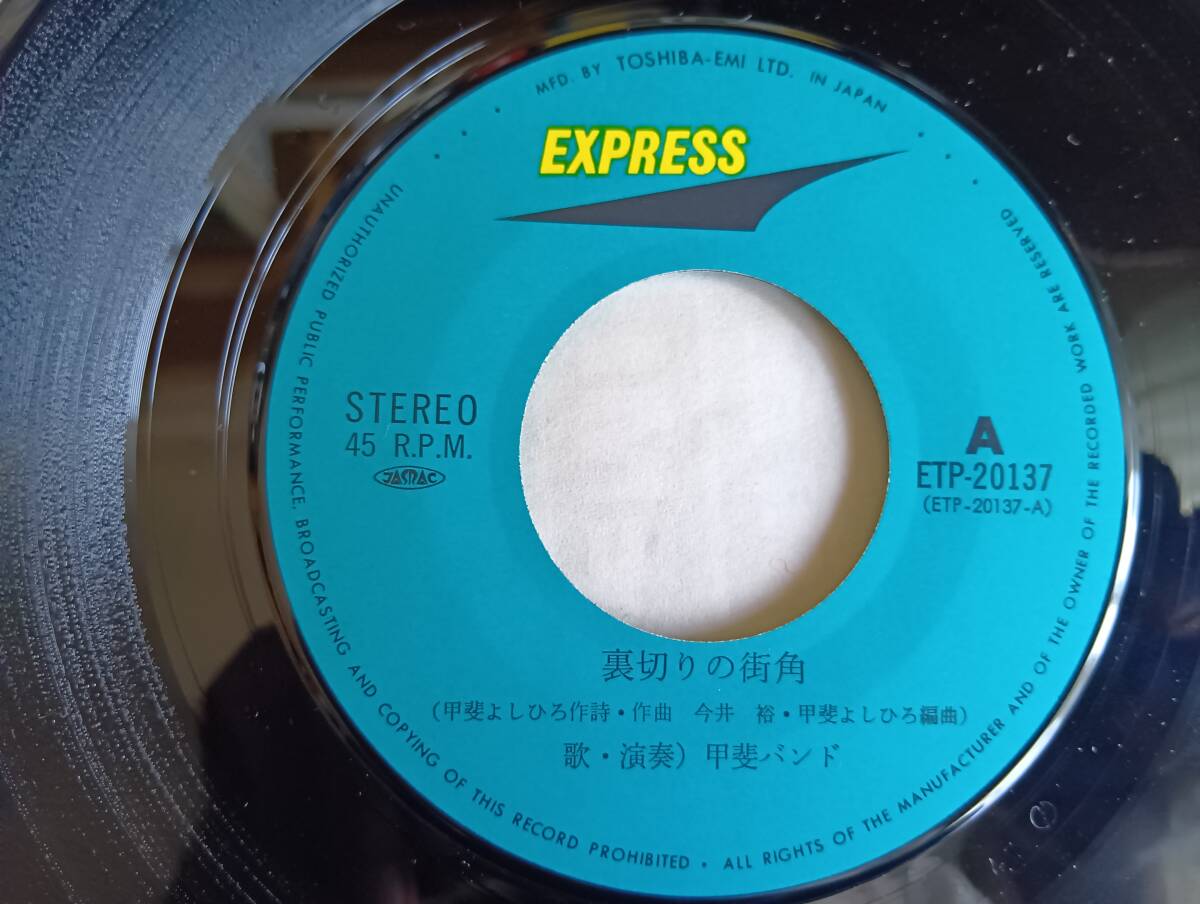 MFD. BY TOSHIBA-EMI LTD. IN JAPAN
EXPRESS
STEREO
45 R.P.M.
JASRAC
A
ETP-20137
(ETP-20137-A)
裏切りの街角
(甲斐よしひろ作詩・作曲 今井 裕・甲斐よしひろ編曲)
歌・演奏) 甲斐バンド
UNAUTHORIZED PUBLIC PERFORMANCE, BROADCASTING AND COPYING OF THIS RECORD PROHIBITED • ALL RIGHTS OF THE MANUFACTURER AND OF THE OWNER OF THE RECORDED WORK ARE RESERVED